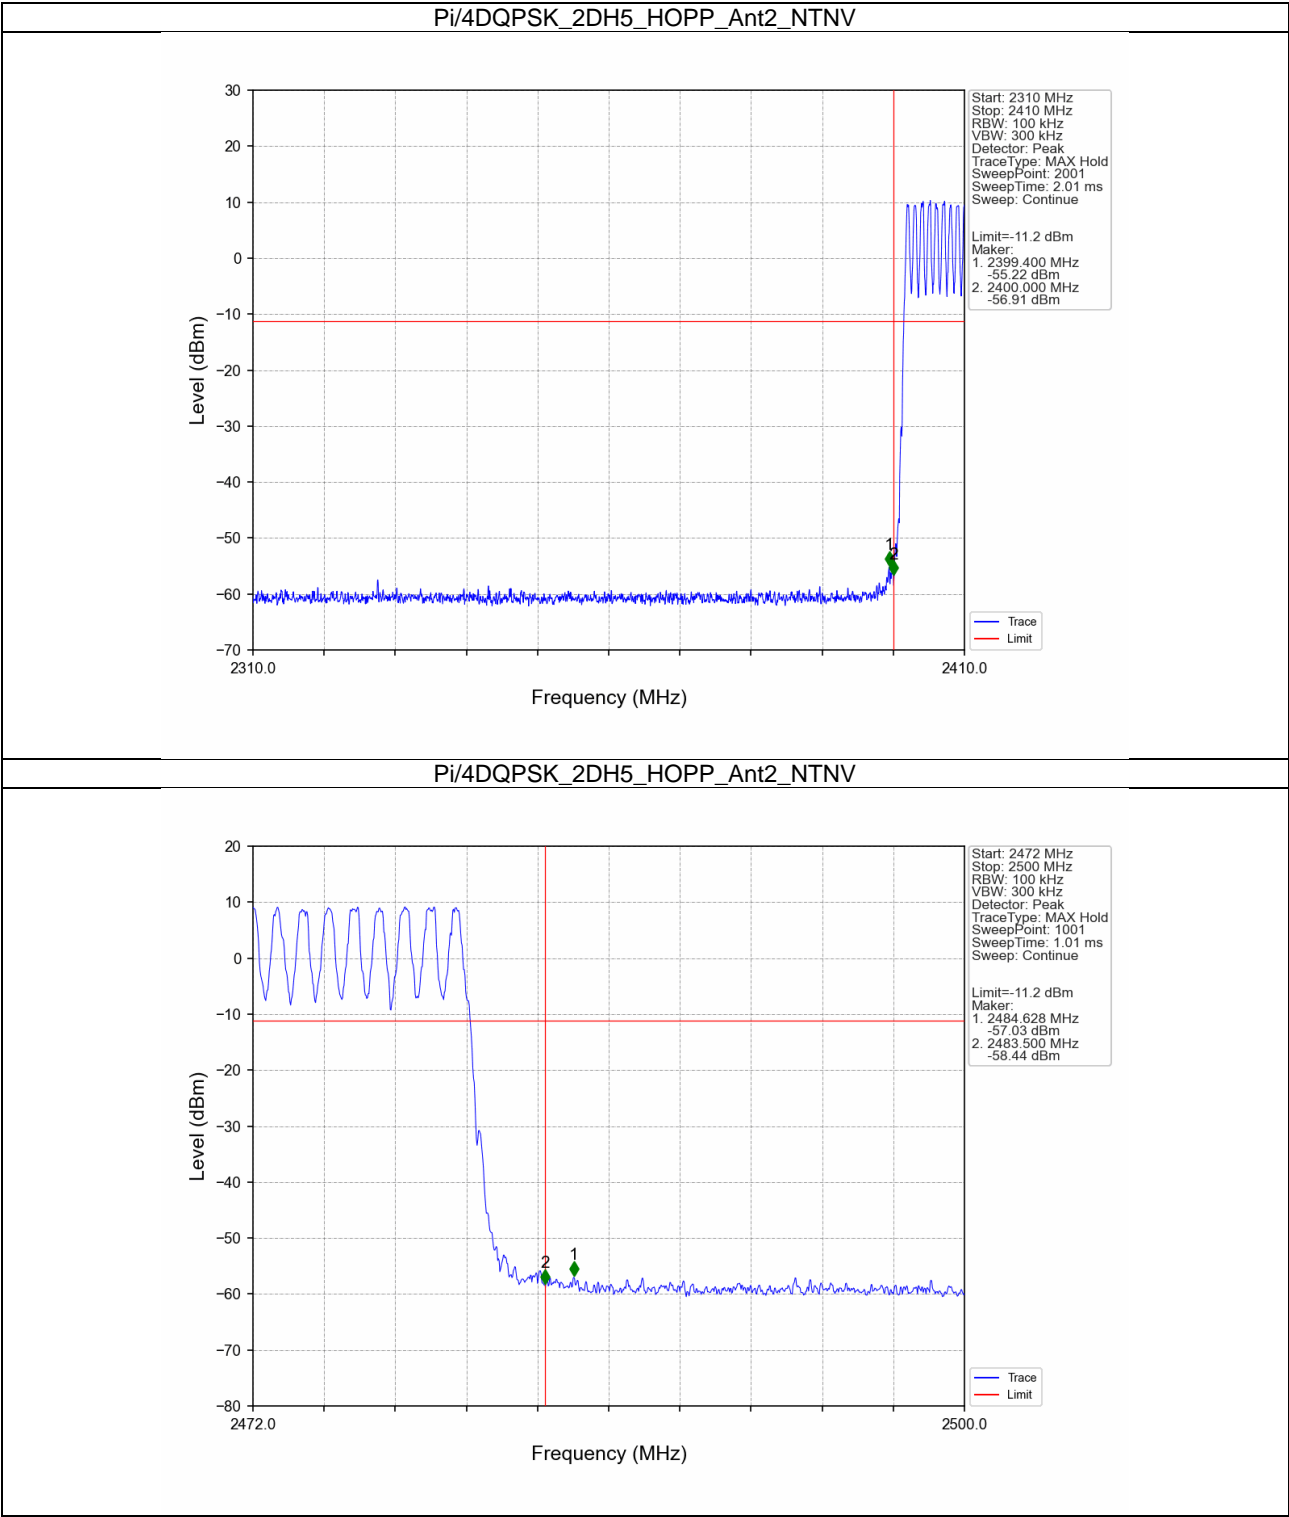 Pi/4DQPSK_2DH5_HOPP_Ant2_NTNV
30
20
10
0
−10
−20
−30
−40
−50
−60
−70
Level (dBm)
2310.0
2410.0
Frequency (MHz)
1
2
Start: 2310 MHz
Stop: 2410 MHz
RBW: 100 kHz
VBW: 300 kHz
Detector: Peak
TraceType: MAX Hold
SweepPoint: 2001
SweepTime: 2.01 ms
Sweep: Continue
Limit=-11.2 dBm
Maker:
1. 2399.400 MHz
-55.22 dBm
2. 2400.000 MHz
-56.91 dBm
Trace
Limit
Pi/4DQPSK_2DH5_HOPP_Ant2_NTNV
20
10
0
−10
−20
−30
−40
−50
−60
−70
−80
Level (dBm)
2472.0
2500.0
Frequency (MHz)
2
1
Start: 2472 MHz
Stop: 2500 MHz
RBW: 100 kHz
VBW: 300 kHz
Detector: Peak
TraceType: MAX Hold
SweepPoint: 1001
SweepTime: 1.01 ms
Sweep: Continue
Limit=-11.2 dBm
Maker:
1. 2484.628 MHz
-57.03 dBm
2. 2483.500 MHz
-58.44 dBm
Trace
Limit